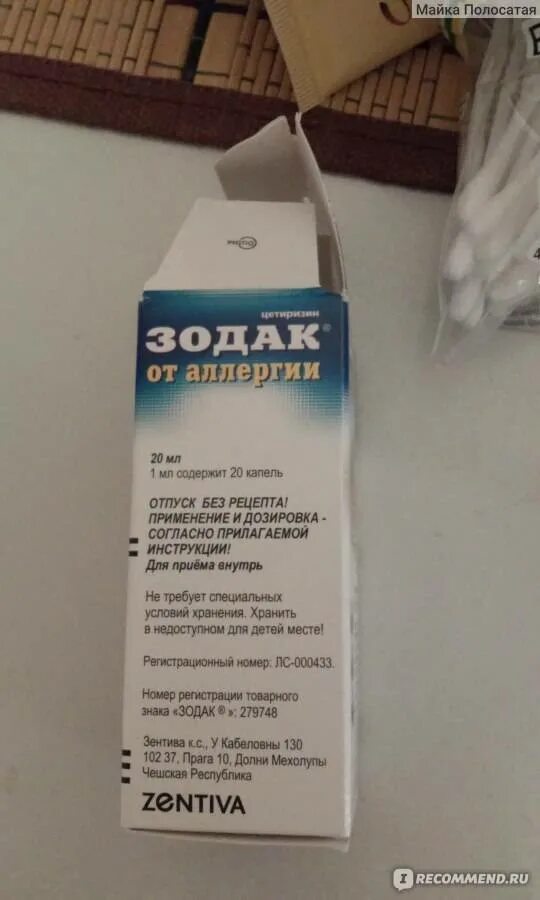 Майка Полосатая
цетиризин
ЗОДАК®
от аллергии
20 мл
1 мл содержит 20 капель
ОТПУСК БЕЗ РЕЦЕПТА!
ПРИМЕНЕНИЕ И ДОЗИРОВКА -
СОГЛАСНО ПРИЛАГАЕМОЙ
ИНСТРУКЦИИ!
Для приёма внутрь
Не требует специальных
условий хранения. Хранить
в недоступном для детей месте!
Регистрационный номер: ЛС-000433.
Номер регистрации товарного
знака «ЗОДАК ® »: 279748
Зентива к.с., У Кабеловны 130
102 37, Прага 10, Долни Мехолупы
Чешская Республика
ZENTIVA
IRECOMMEND.RU